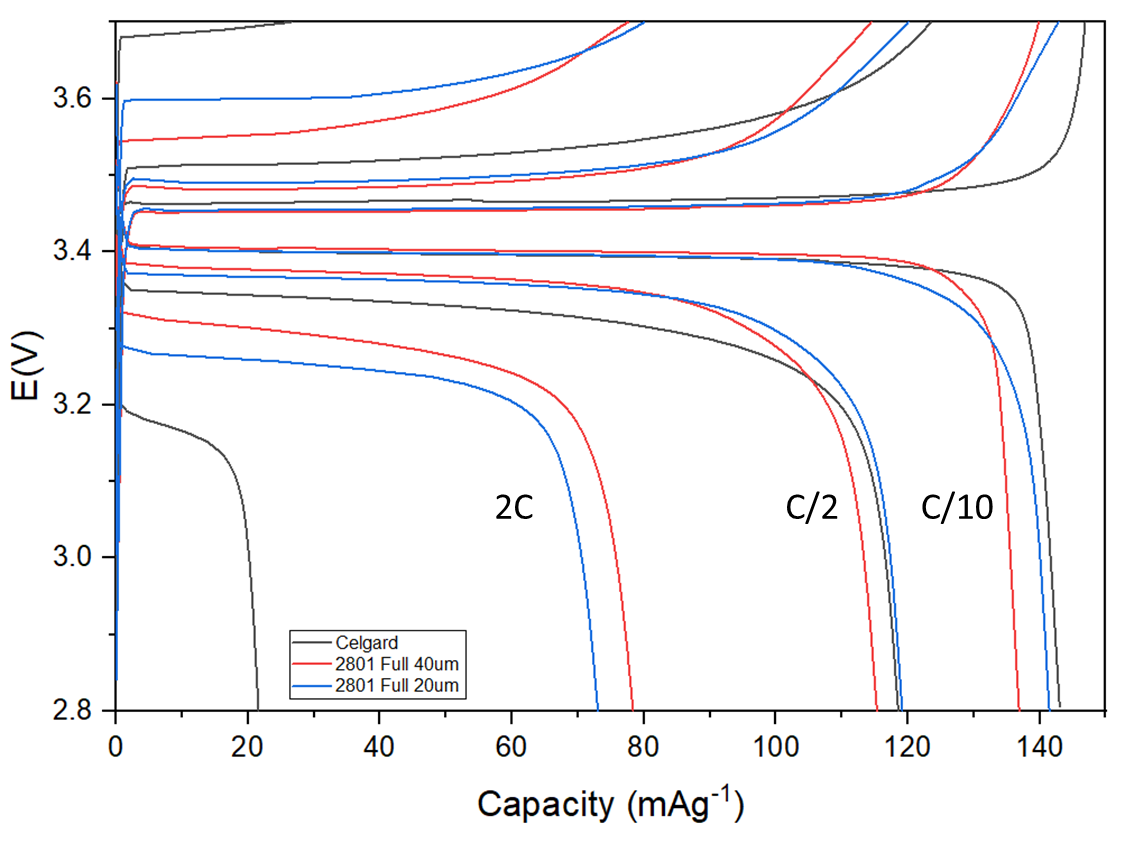 E(V)
3.6
3.4
3.2
3.0
2.8
2C
C/2
C/10
Celgard
2801 Full 40um
2801 Full 20um
0 20 40 60 80 100 120 140
Capacity (mAg⁻¹)